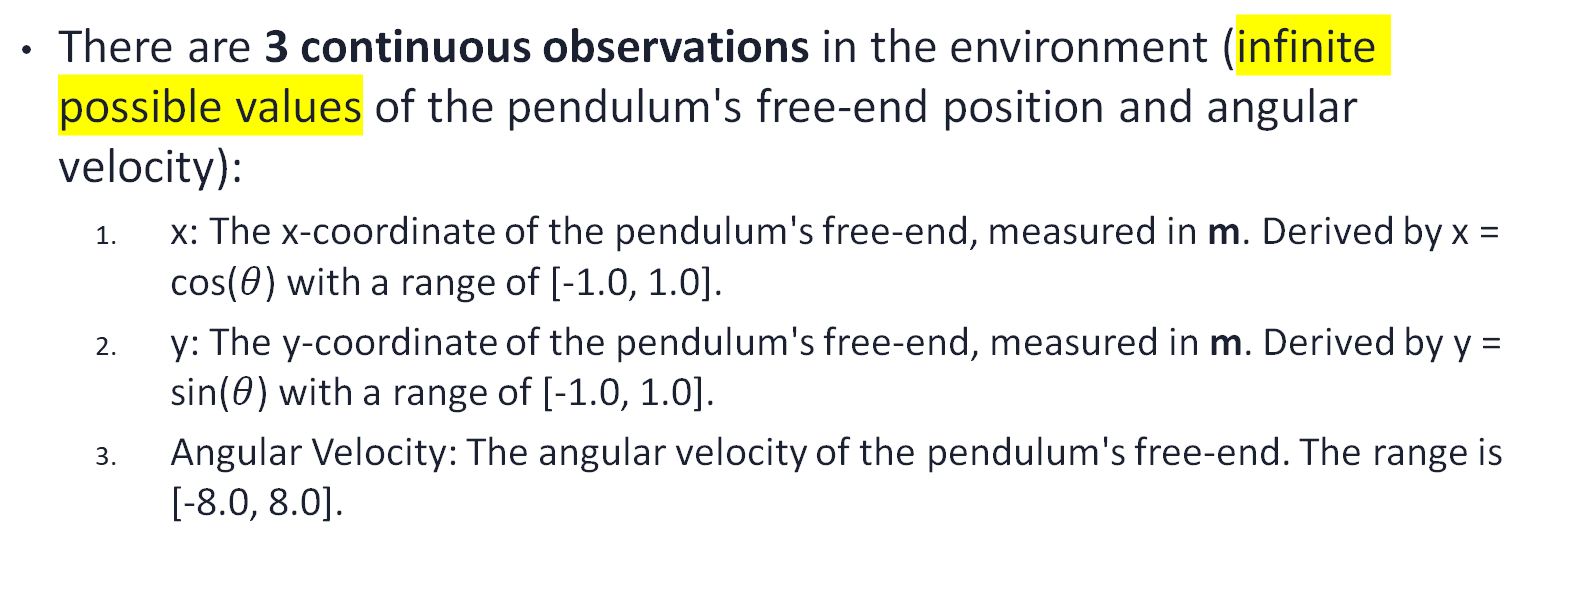 • There are 3 continuous observations in the environment (infinite
possible values of the pendulum's free-end position and angular
velocity):
1. x: The x-coordinate of the pendulum's free-end, measured in m. Derived by x =
cos(θ) with a range of [-1.0, 1.0].
2. y: The y-coordinate of the pendulum's free-end, measured in m. Derived by y =
sin(θ) with a range of [-1.0, 1.0].
3. Angular Velocity: The angular velocity of the pendulum's free-end. The range is
[-8.0, 8.0].